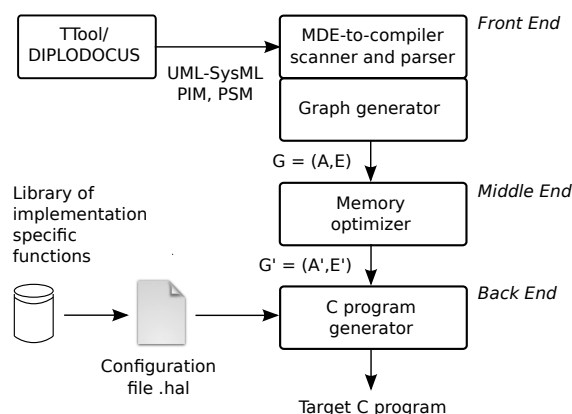 TTool/
DIPLODOCUS
UML-SysML
PIM, PSM
MDE-to-compiler
scanner and parser
Front End
Graph generator
G = (A,E)
Memory
optimizer
Middle End
G' = (A',E')
Library of
implementation
specific
functions
Configuration
file .hal
C program
generator
Back End
Target C program